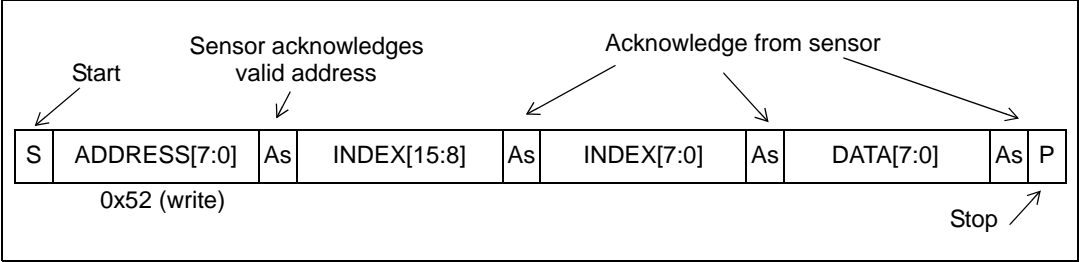 Sensor acknowledges
valid address
Acknowledge from sensor
Start
S ADDRESS[7:0] As INDEX[15:8] As INDEX[7:0] As DATA[7:0] As P
0x52 (write)
Stop